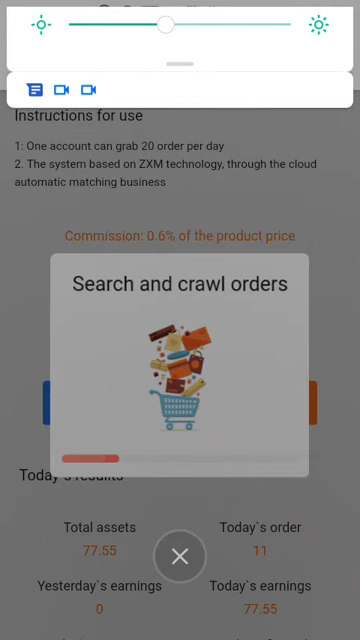 Instructions for use
1: One account can grab 20 order per day
2. The system based on ZXM technology, through the cloud
automatic matching business
Commission: 0.6% of the product price
Search and crawl orders
Today`s results
Total assets
Today`s order
77.55
11
Yesterday`s earnings
Today`s earnings
0
77.55